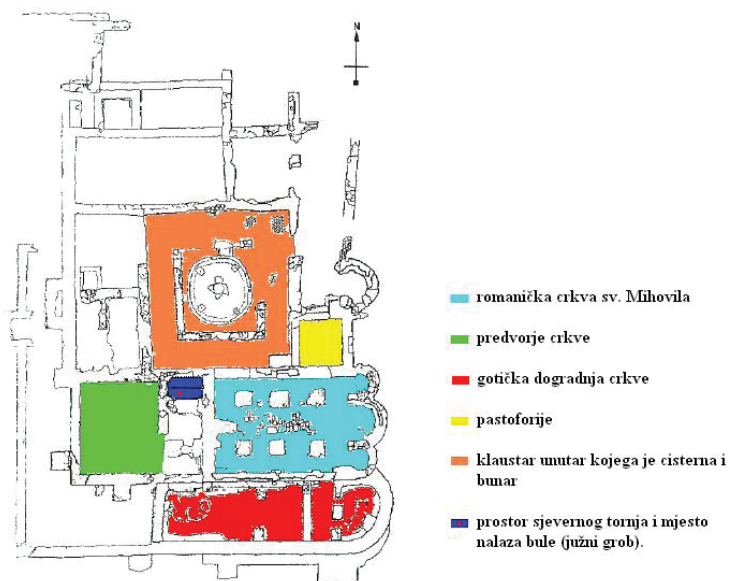 N
romanička crkva sv. Mihovila
predvorje crkve
gotička dogradnja crkve
pastoforije
klaustar unutar kojega je cisterna i
bunar
prostor sjevernog tornja i mjesto
nalaza bule (južni grob).